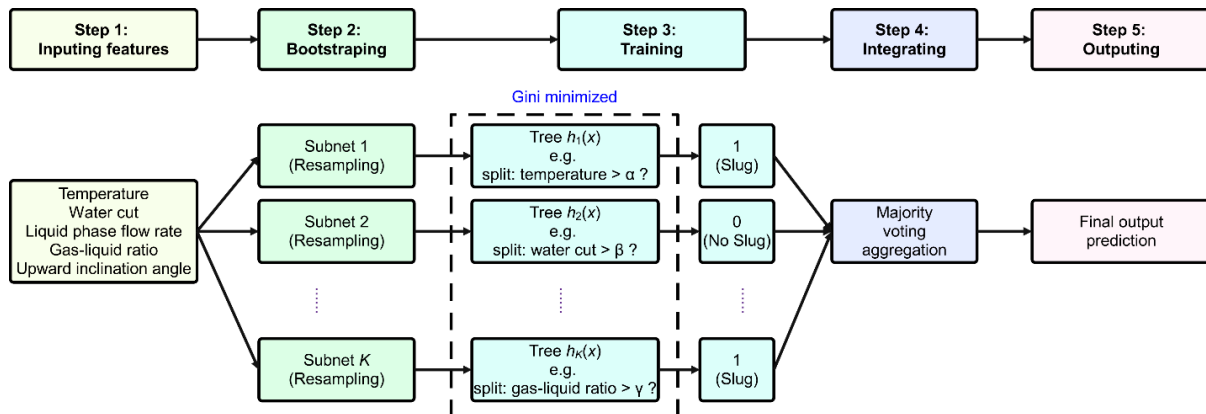 Step 1:
Inputing features
Step 2:
Bootstraping
Step 3:
Training
Step 4:
Integrating
Step 5:
Outputing
Gini minimized
Temperature
Water cut
Liquid phase flow rate
Gas-liquid ratio
Upward inclination angle
Subnet 1
(Resampling)
Tree h₁(x)
e.g.
split: temperature > α ?
1
(Slug)
Subnet 2
(Resampling)
Tree h₂(x)
e.g.
split: water cut > β ?
0
(No Slug)
Subnet K
(Resampling)
Tree hK(x)
e.g.
split: gas-liquid ratio > γ ?
1
(Slug)
Majority
voting
aggregation
Final output
prediction